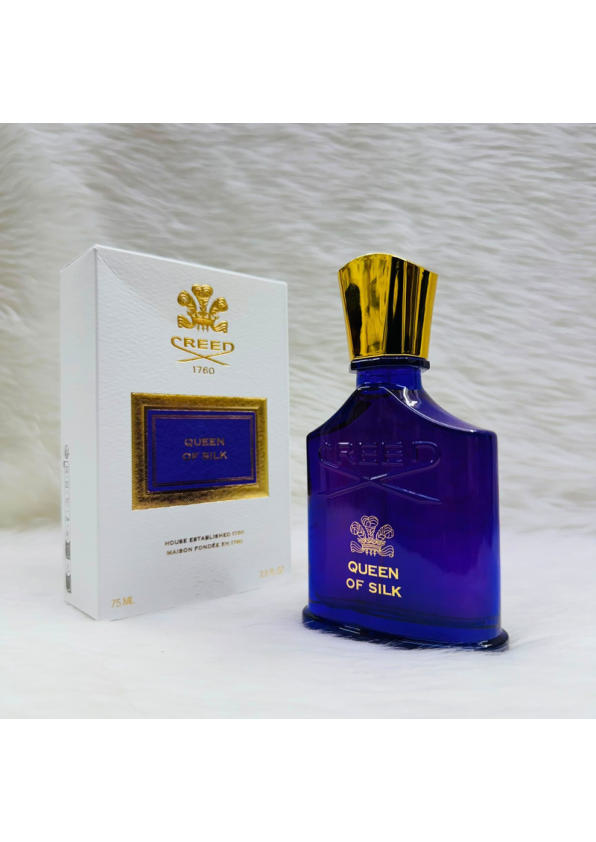 CREED
1760
QUEEN
OF SILK
HOUSE ESTABLISHED 1760
MAISON FONDÉE EN 1760
75 ML
CREED
QUEEN
OF SILK